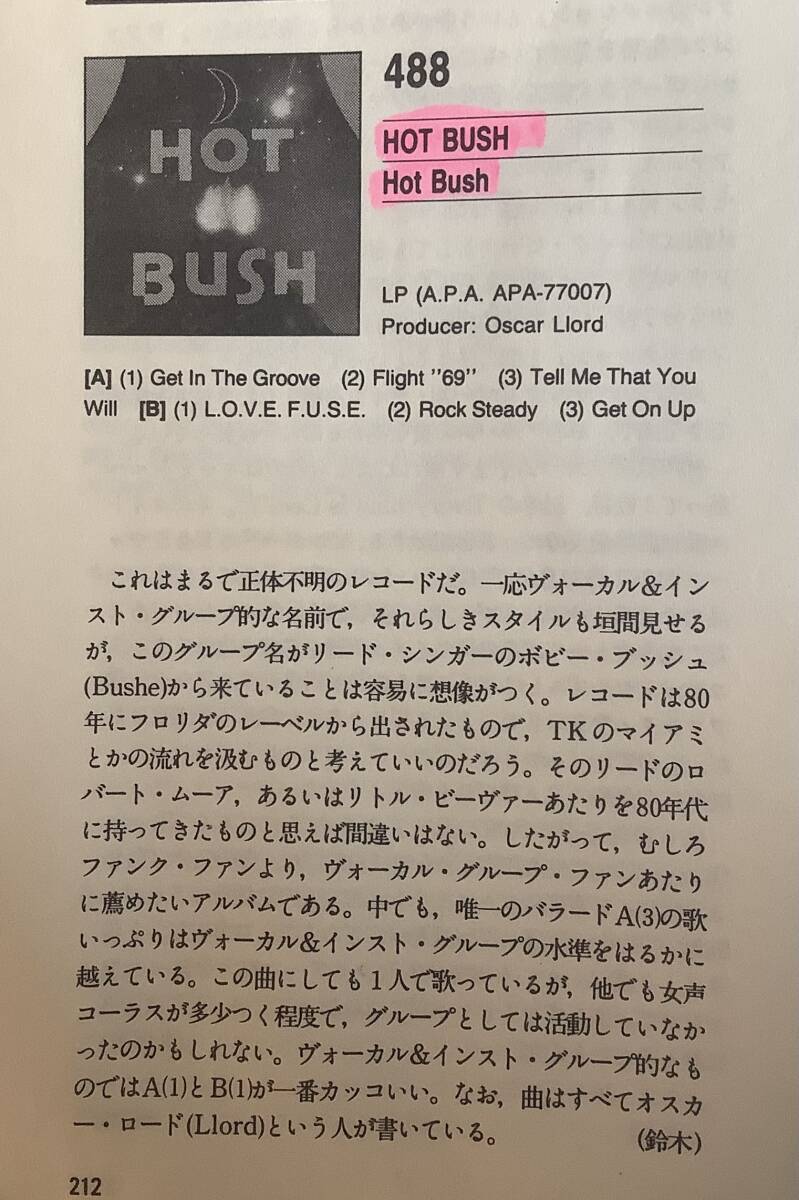 HOT
BUSH
488
HOT BUSH
Hot Bush
LP (A.P.A. APA-77007)
Producer: Oscar Llord
[A] (1) Get In The Groove (2) Flight "69" (3) Tell Me That You
Will [B] (1) L.O.V.E. F.U.S.E. (2) Rock Steady (3) Get On Up
これはまるで正体不明のレコードだ。一応ヴォーカル&イン
スト・グループ的な名前で，それらしきスタイルも垣間見せる
が，このグループ名がリード・シンガーのボビー・ブッシュ
(Bushe)から来ていることは容易に想像がつく。レコードは80
年にフロリダのレーベルから出されたもので，TKのマイアミ
とかの流れを汲むものと考えていいのだろう。そのリードのロ
バート・ムーア，あるいはリトル・ビーヴァーあたりを80年代
に持ってきたものと思えば間違いはない。したがって，むしろ
ファンク・ファンより，ヴォーカル・グループ・ファンあたり
に薦めたいアルバムである。中でも，唯一のバラードA(3)の歌
いっぷりはヴォーカル&インスト・グループの水準をはるかに
越えている。この曲にしても1人で歌っているが，他でも女声
コーラスが多少つく程度で，グループとしては活動していなか
ったのかもしれない。ヴォーカル&インスト・グループ的なも
のではA(1)とB(1)が一番カッコいい。なお，曲はすべてオスカ
ー・ロード(Llord)という人が書いている。 (鈴木)
212